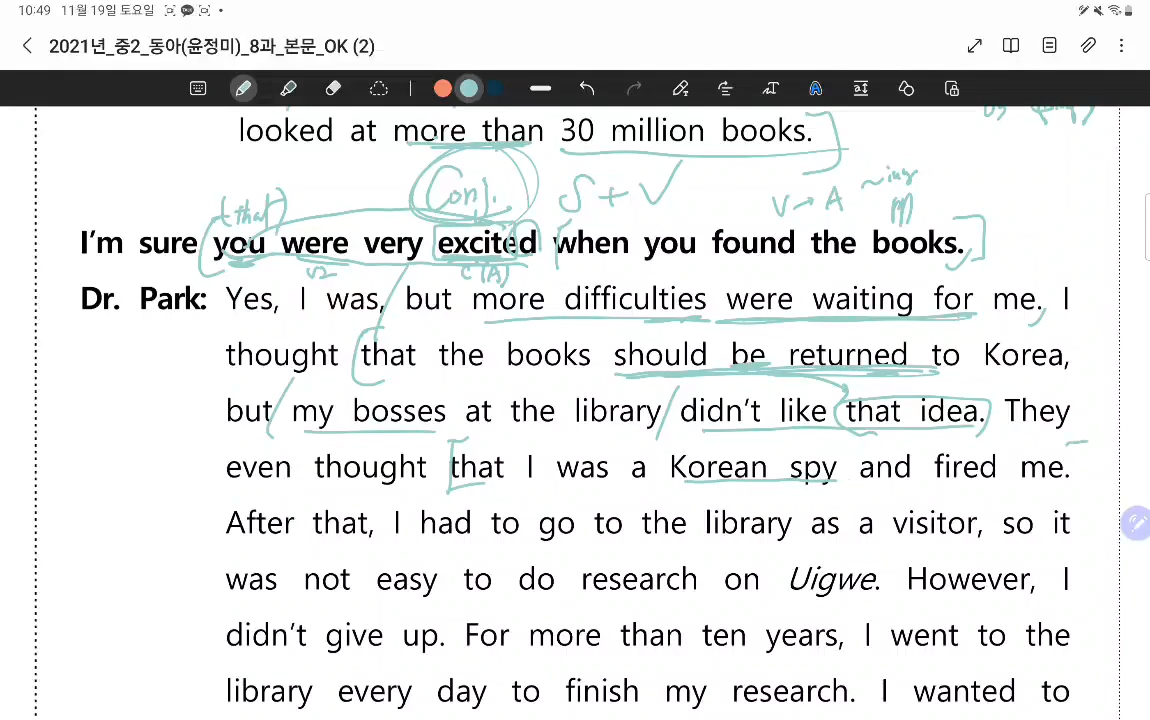 10:49 11월 19일 토요일
2021년_중2_동아(윤정미)_8과_본문_OK (2)
looked at more than 30 million books.
Conj. S + V
V → A ~ing
(that)
I'm sure you were very excited when you found the books.
v2 c(A)
Dr. Park: Yes, I was, but more difficulties were waiting for me. I
thought that the books should be returned to Korea,
but my bosses at the library didn't like that idea. They
even thought that I was a Korean spy and fired me.
After that, I had to go to the library as a visitor, so it
was not easy to do research on Uigwe. However, I
didn't give up. For more than ten years, I went to the
library every day to finish my research. I wanted to